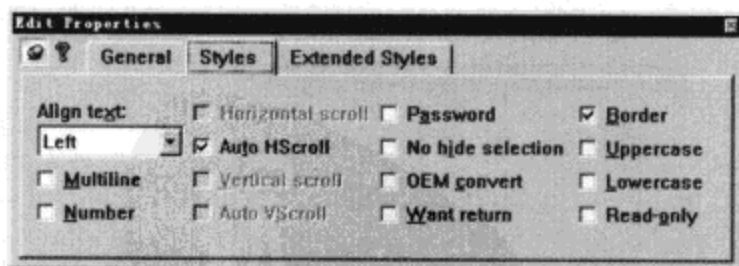 Edit Properties
General Styles Extended Styles
Align text: Horizontal scroll Password Border
Left Auto HScroll No hide selection Uppercase
Multiline Vertical scroll OEM convert Lowercase
Number Auto VScroll Want return Read-only